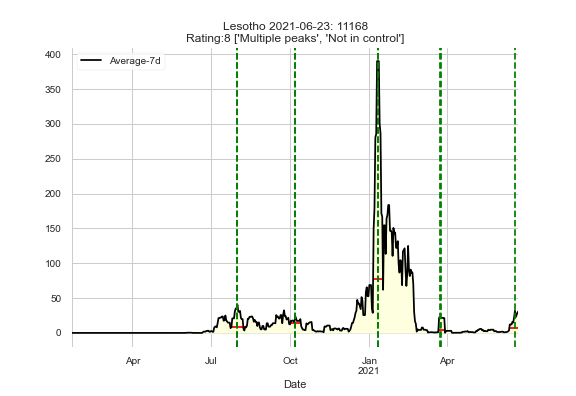 Lesotho 2021-06-23: 11168
Rating:8 ['Multiple peaks', 'Not in control']
Average-7d
400
350
300
250
200
150
100
50
0
Apr
Jul
Oct
Jan
2021
Apr
Date